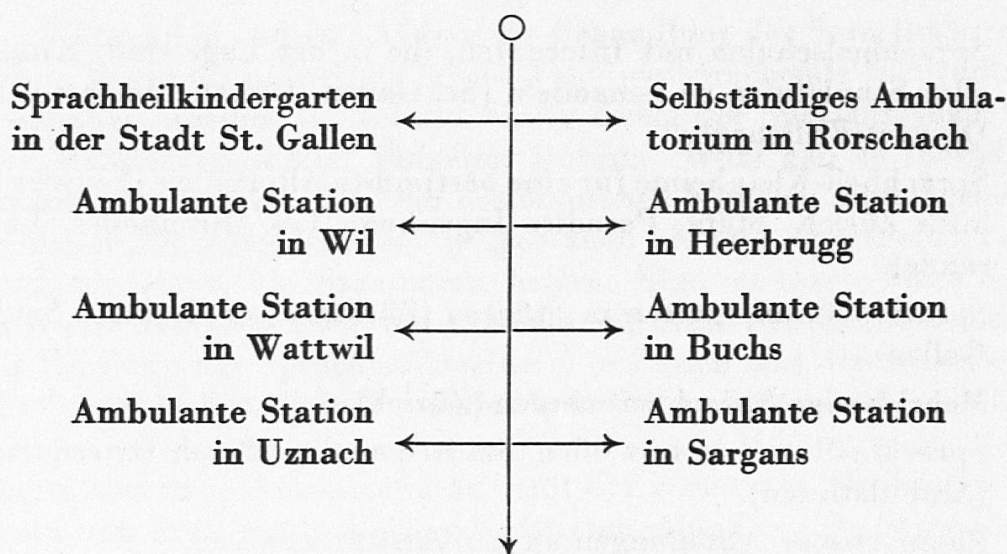 Sprachheilkindergarten
in der Stadt St. Gallen
Selbständiges Ambula-
torium in Rorschach
Ambulante Station
in Wil
Ambulante Station
in Heerbrugg
Ambulante Station
in Wattwil
Ambulante Station
in Buchs
Ambulante Station
in Uznach
Ambulante Station
in Sargans